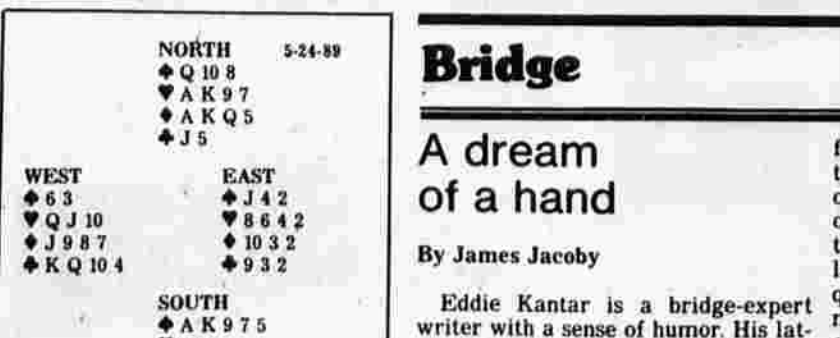 NORTH 5-24-89
♠ Q 10 8
♥ A K 9 7
♦ A K Q 5
♣ J 5
WEST EAST
♠ 6 3 ♠ J 4 2
♥ Q J 10 ♥ 8 6 4 2
♦ J 9 8 7 ♦ 10 3 2
♣ K Q 10 4 ♣ 9 3 2
SOUTH
♠ A K 9 7 5
Bridge
A dream
of a hand
By James Jacoby
Eddie Kantar is a bridge-expert
writer with a sense of humor. His lat-